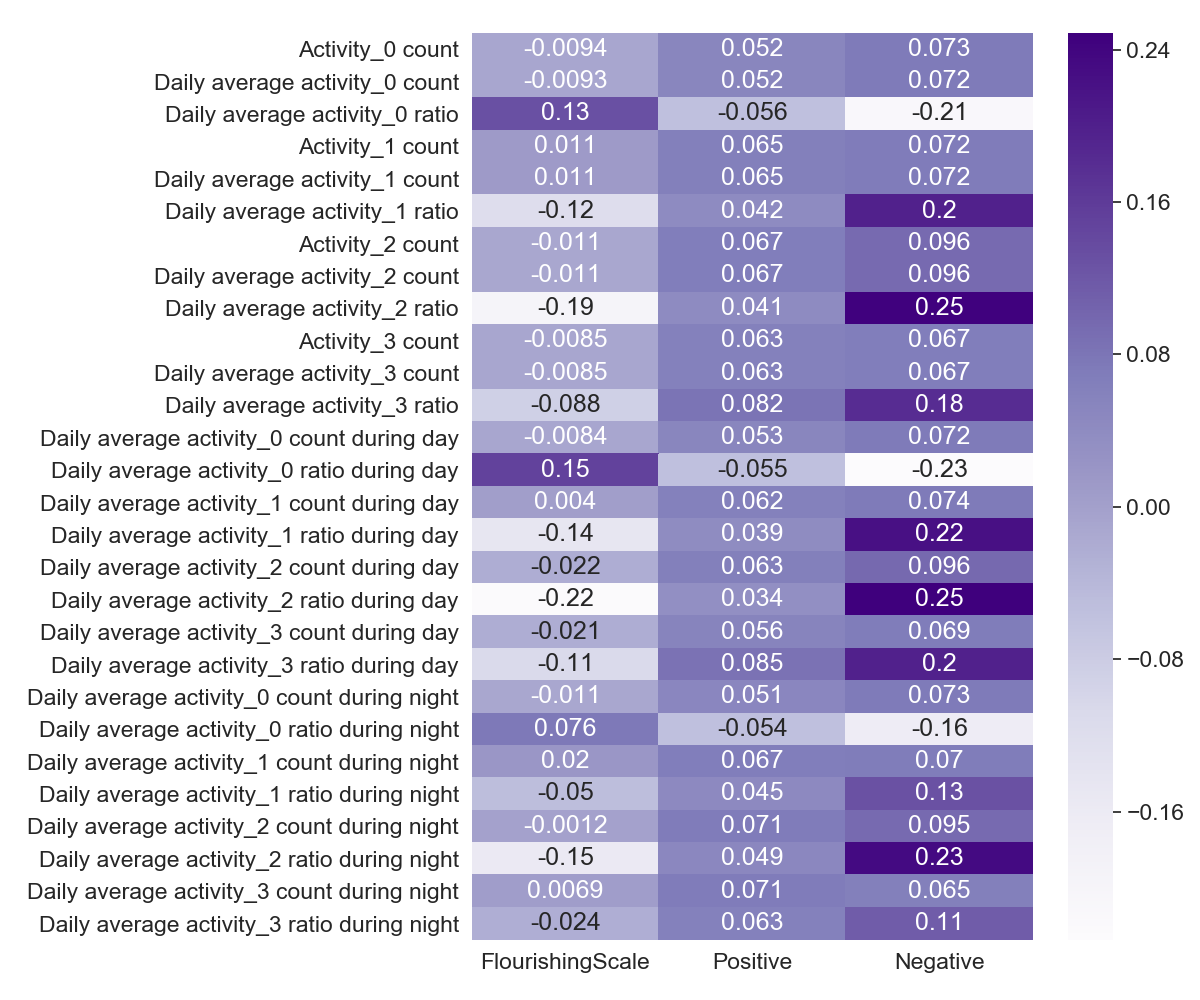 Activity_0 count -0.0094 0.052 0.073 0.24
Daily average activity_0 count -0.0093 0.052 0.072
Daily average activity_0 ratio 0.13 -0.056 -0.21
Activity_1 count 0.011 0.065 0.072
Daily average activity_1 count 0.011 0.065 0.072
Daily average activity_1 ratio -0.12 0.042 0.2 0.16
Activity_2 count -0.011 0.067 0.096
Daily average activity_2 count -0.011 0.067 0.096
Daily average activity_2 ratio -0.19 0.041 0.25
Activity_3 count -0.0085 0.063 0.067
Daily average activity_3 count -0.0085 0.063 0.067 0.08
Daily average activity_3 ratio -0.088 0.082 0.18
Daily average activity_0 count during day -0.0084 0.053 0.072
Daily average activity_0 ratio during day 0.15 -0.055 -0.23
Daily average activity_1 count during day 0.004 0.062 0.074 0.00
Daily average activity_1 ratio during day -0.14 0.039 0.22
Daily average activity_2 count during day -0.022 0.063 0.096
Daily average activity_2 ratio during day -0.22 0.034 0.25
Daily average activity_3 count during day -0.021 0.056 0.069
Daily average activity_3 ratio during day -0.11 0.085 0.2 −0.08
Daily average activity_0 count during night -0.011 0.051 0.073
Daily average activity_0 ratio during night 0.076 -0.054 -0.16
Daily average activity_1 count during night 0.02 0.067 0.07
Daily average activity_1 ratio during night -0.05 0.045 0.13
Daily average activity_2 count during night -0.0012 0.071 0.095 −0.16
Daily average activity_2 ratio during night -0.15 0.049 0.23
Daily average activity_3 count during night 0.0069 0.071 0.065
Daily average activity_3 ratio during night -0.024 0.063 0.11
FlourishingScale Positive Negative